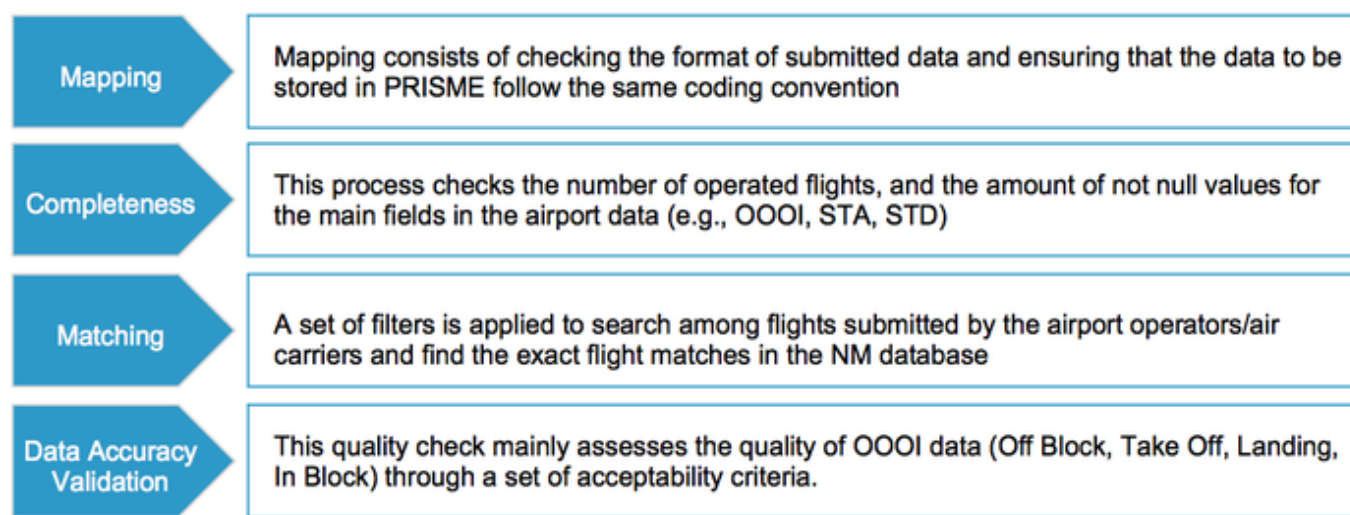 Mapping
Mapping consists of checking the format of submitted data and ensuring that the data to be
stored in PRISME follow the same coding convention
Completeness
This process checks the number of operated flights, and the amount of not null values for
the main fields in the airport data (e.g., OOOI, STA, STD)
Matching
A set of filters is applied to search among flights submitted by the airport operators/air
carriers and find the exact flight matches in the NM database
Data Accuracy
Validation
This quality check mainly assesses the quality of OOOI data (Off Block, Take Off, Landing,
In Block) through a set of acceptability criteria.